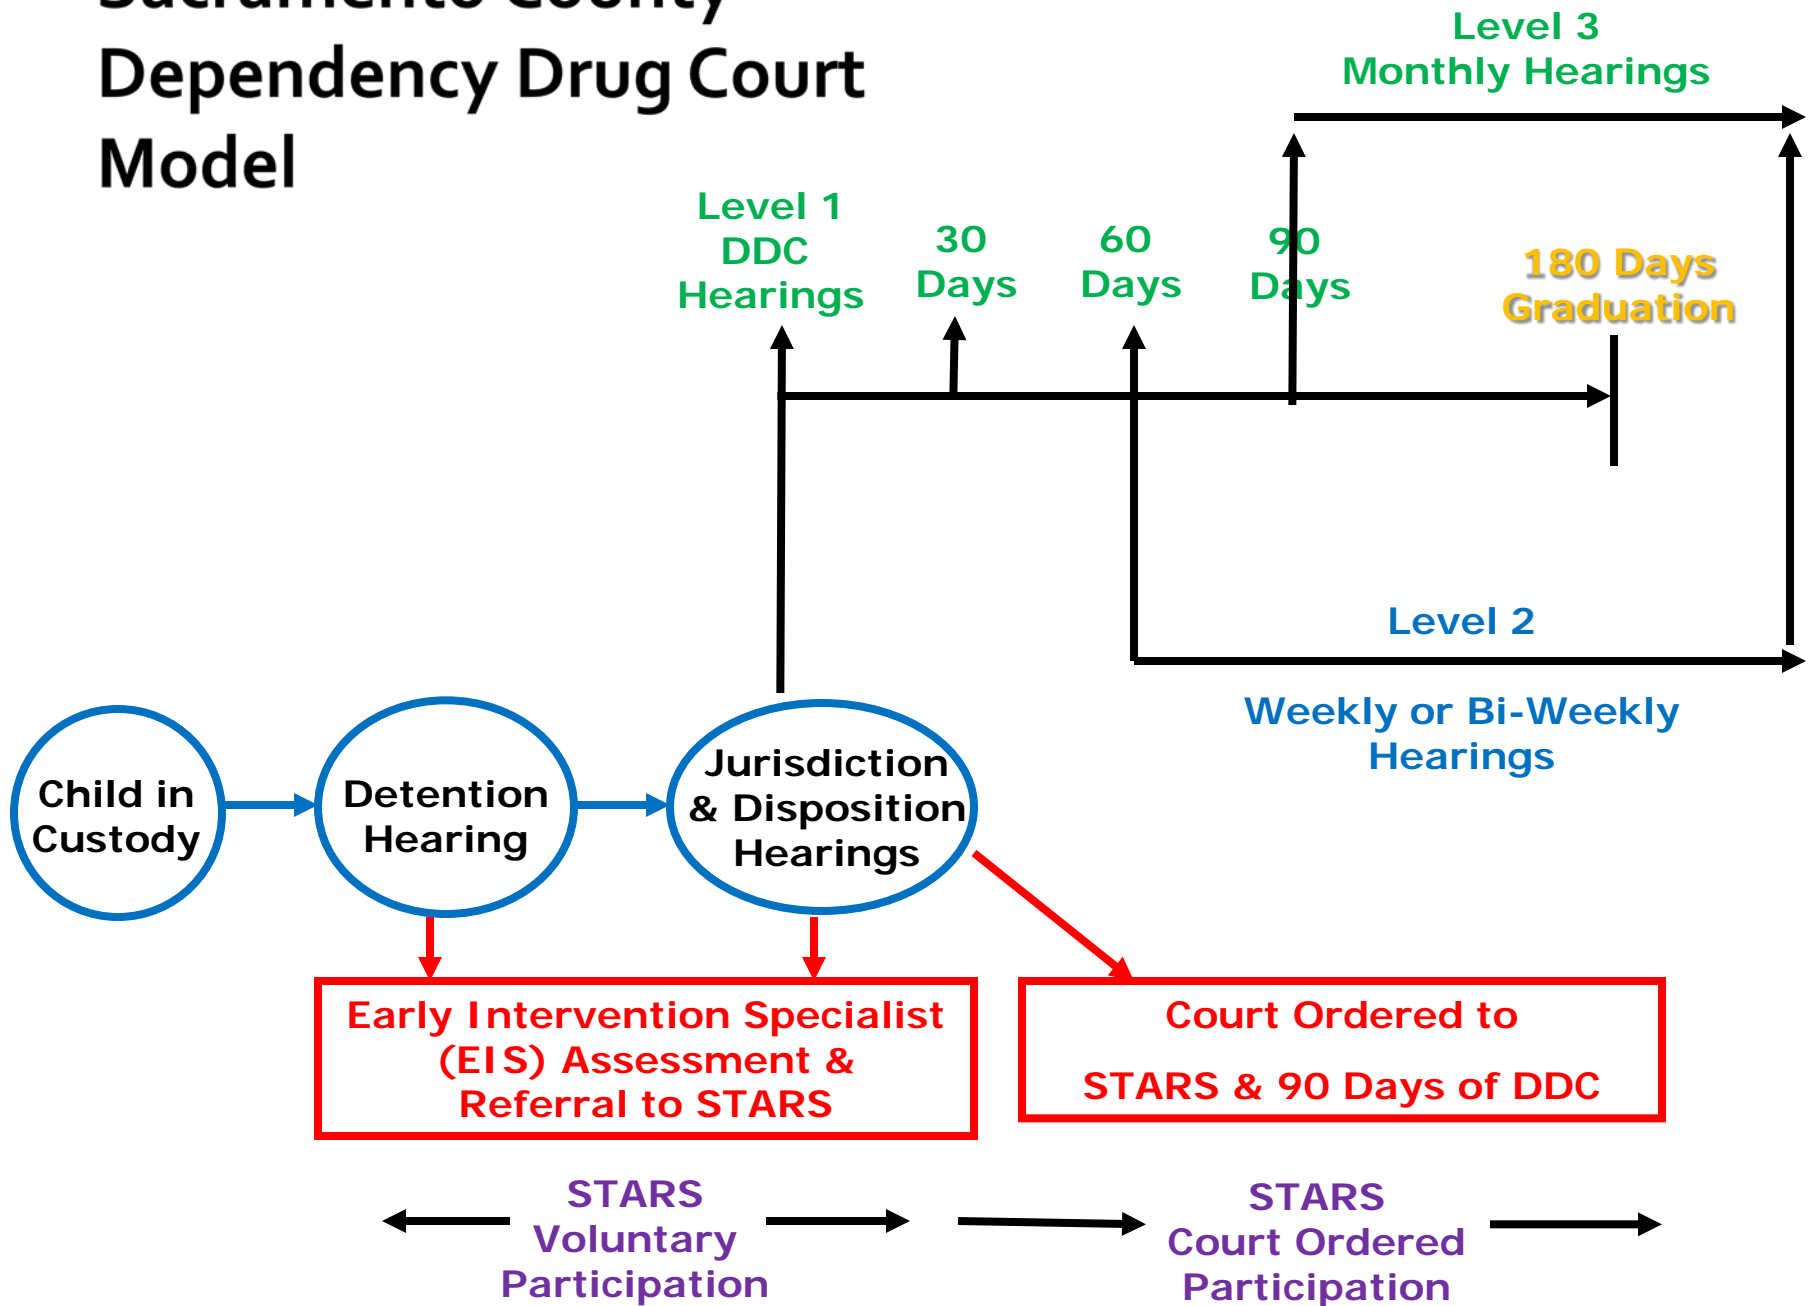 Sacramento County
Dependency Drug Court
Model
Level 3
Monthly Hearings
Level 1
DDC
Hearings
30
Days
60
Days
90
Days
180 Days
Graduation
Level 2
Weekly or Bi-Weekly
Hearings
Child in
Custody
Detention
Hearing
Jurisdiction
& Disposition
Hearings
Early Intervention Specialist
(EIS) Assessment &
Referral to STARS
Court Ordered to
STARS & 90 Days of DDC
STARS
Voluntary
Participation
STARS
Court Ordered
Participation